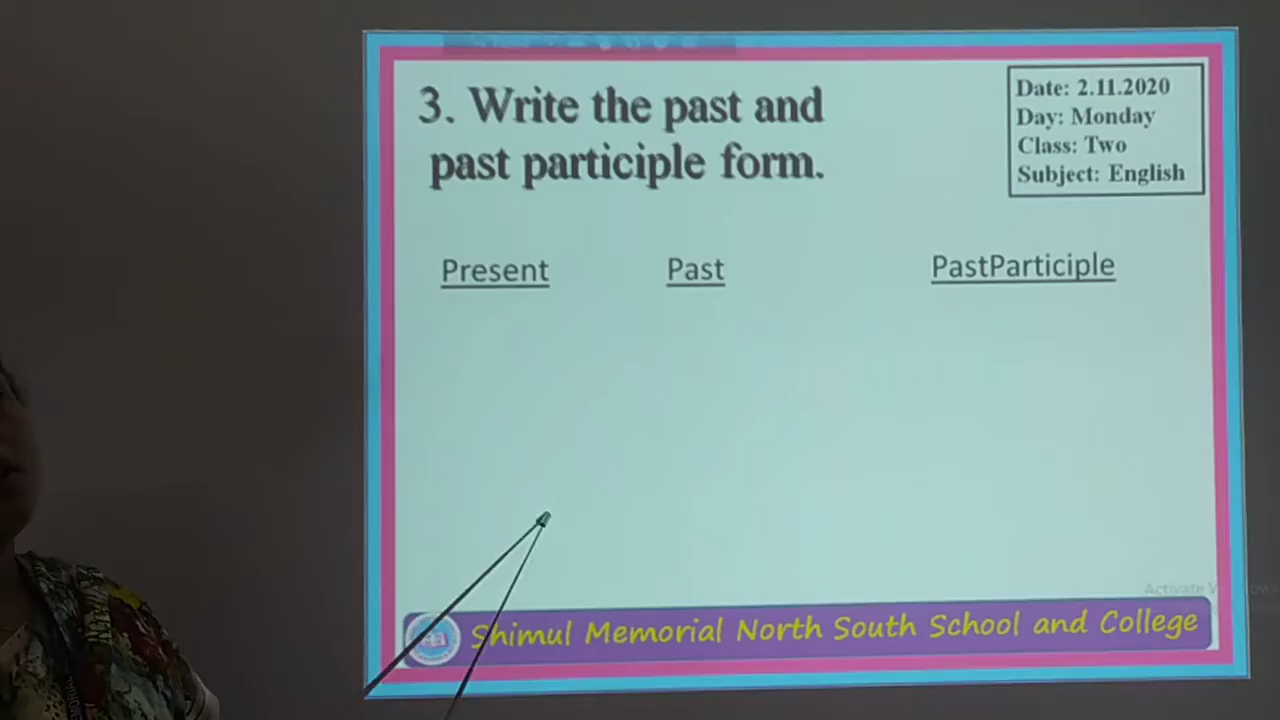 3. Write the past and
past participle form.
Date: 2.11.2020
Day: Monday
Class: Two
Subject: English
Present Past PastParticiple
Activate
Shimul Memorial North South School and College